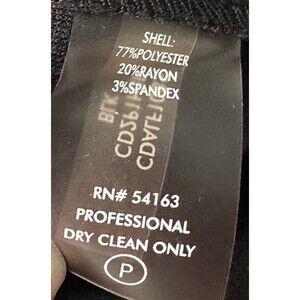 SHELL:
77%POLYESTER
20%RAYON
3%SPANDEX
RN# 54163
PROFESSIONAL
DRY CLEAN ONLY
P